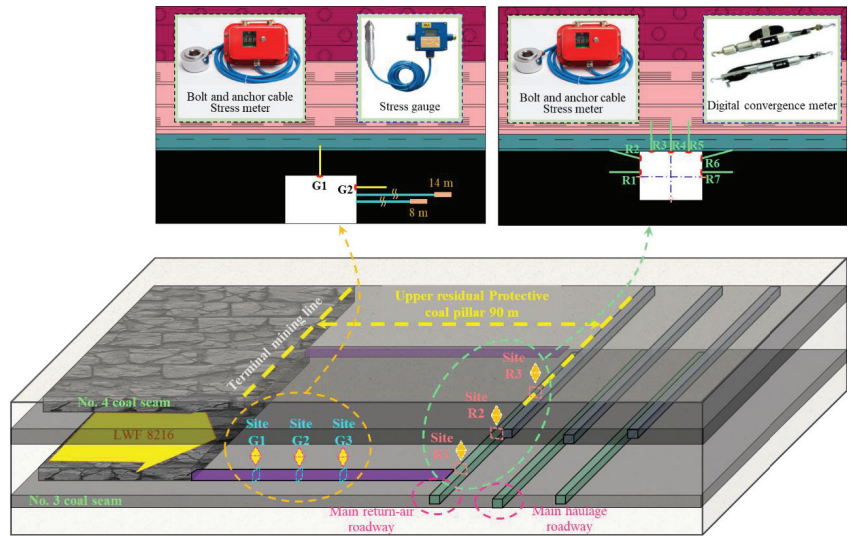 Bolt and anchor cable
Stress meter
Stress gauge
Bolt and anchor cable
Stress meter
Digital convergence meter
G1
G2
14 m
8 m
R3
R4
R5
R2
R6
R1
R7
Upper residual Protective
coal pillar 90 m
Terminal mining line
Site
R3
Site
R2
Site
R1
No. 4 coal seam
LWF 8216
Site
G1
Site
G2
Site
G3
No. 3 coal seam
Main return-air
roadway
Main haulage
roadway